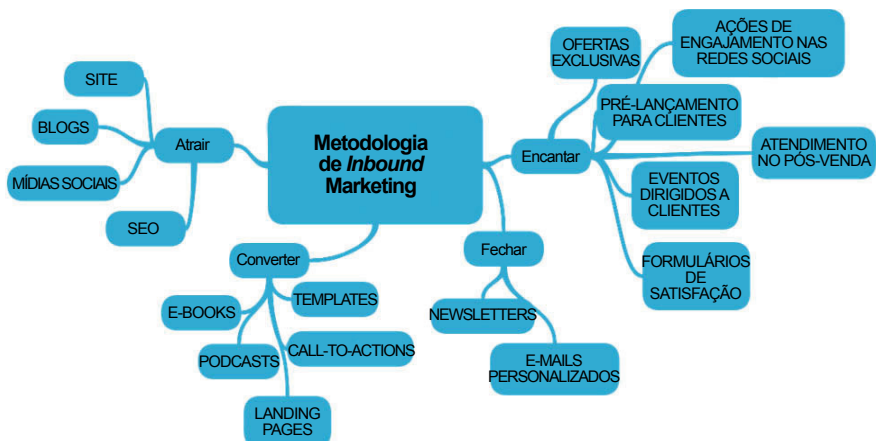 Metodologia
de Inbound
Marketing
Atrair
SITE
BLOGS
MÍDIAS SOCIAIS
SEO
Converter
E-BOOKS
TEMPLATES
PODCASTS
CALL-TO-ACTIONS
LANDING
PAGES
Fechar
NEWSLETTERS
E-MAILS
PERSONALIZADOS
Encantar
OFERTAS
EXCLUSIVAS
AÇÕES DE
ENGAJAMENTO NAS
REDES SOCIAIS
PRÉ-LANÇAMENTO
PARA CLIENTES
ATENDIMENTO
NO PÓS-VENDA
EVENTOS
DIRIGIDOS A
CLIENTES
FORMULÁRIOS
DE
SATISFAÇÃO